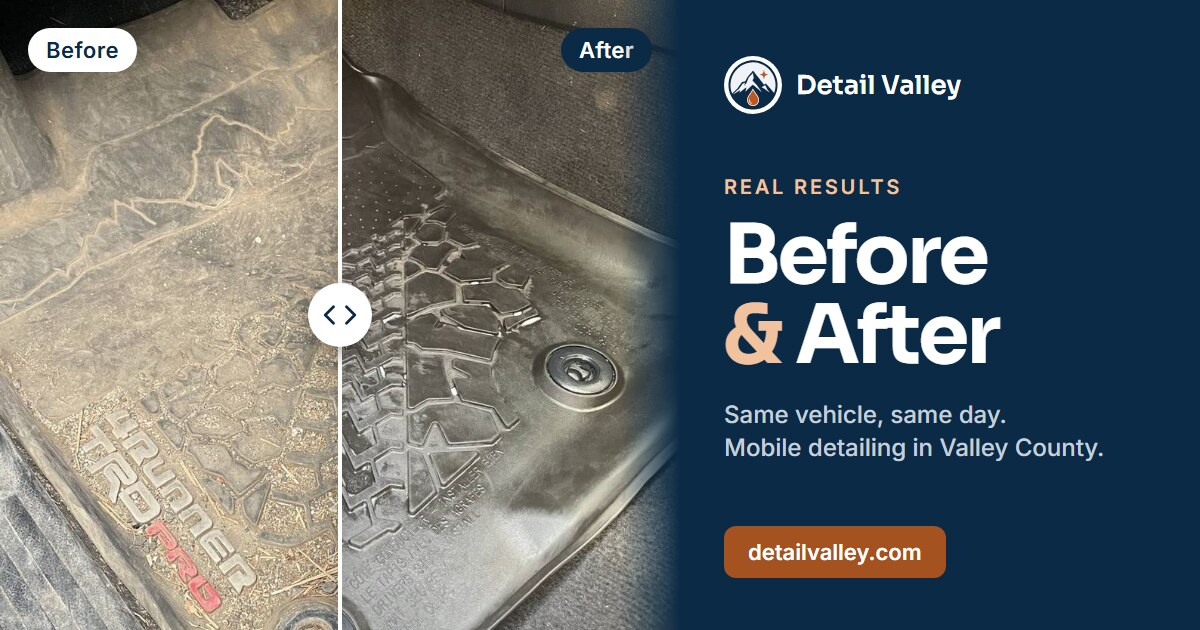 Before
After
Detail Valley
REAL RESULTS
Before
& After
Same vehicle, same day.
Mobile detailing in Valley County.
detailvalley.com
4RUNNER
TRD PRO